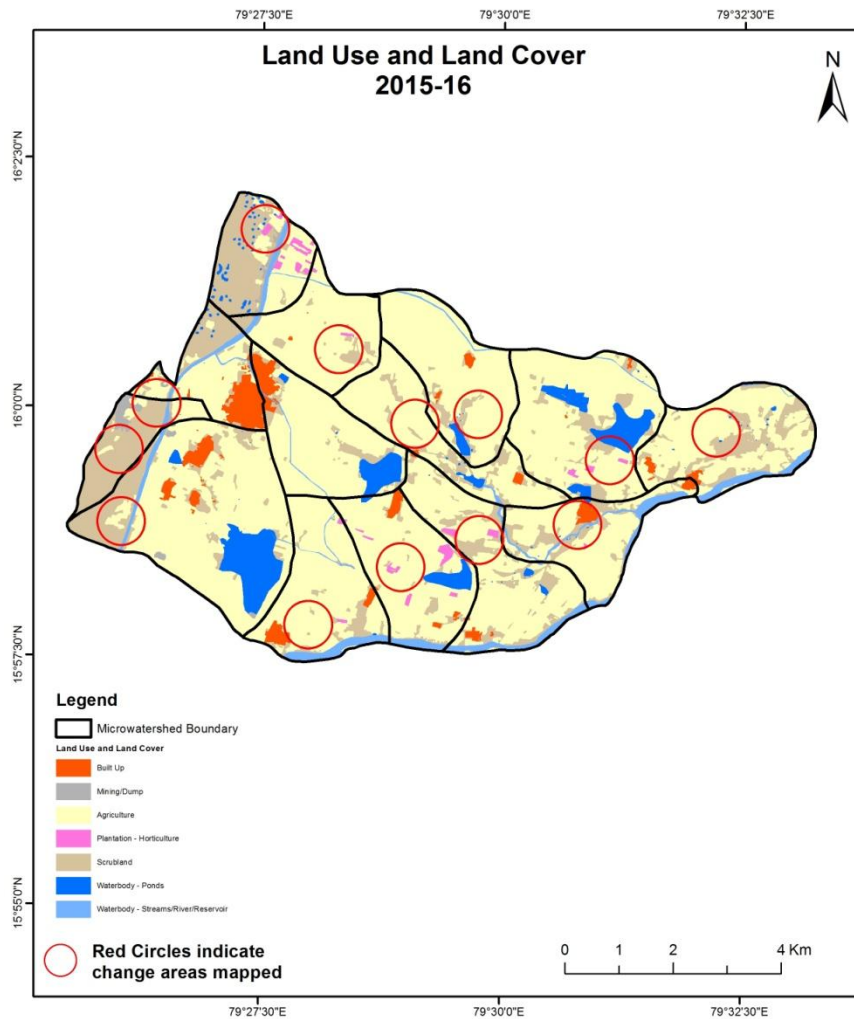 79°27'30"E 79°30'0"E 79°32'30"E
Land Use and Land Cover
2015-16
N
16°2'30"N
16°0'0"N
15°57'30"N
15°55'0"N
Legend
Microwatershed Boundary
Land Use and Land Cover
Built Up
Mining/Dump
Agriculture
Plantation - Horticulture
Scrubland
Waterbody - Ponds
Waterbody - Streams/River/Reservoir
Red Circles indicate
change areas mapped
0 1 2 4 Km
79°27'30"E 79°30'0"E 79°32'30"E